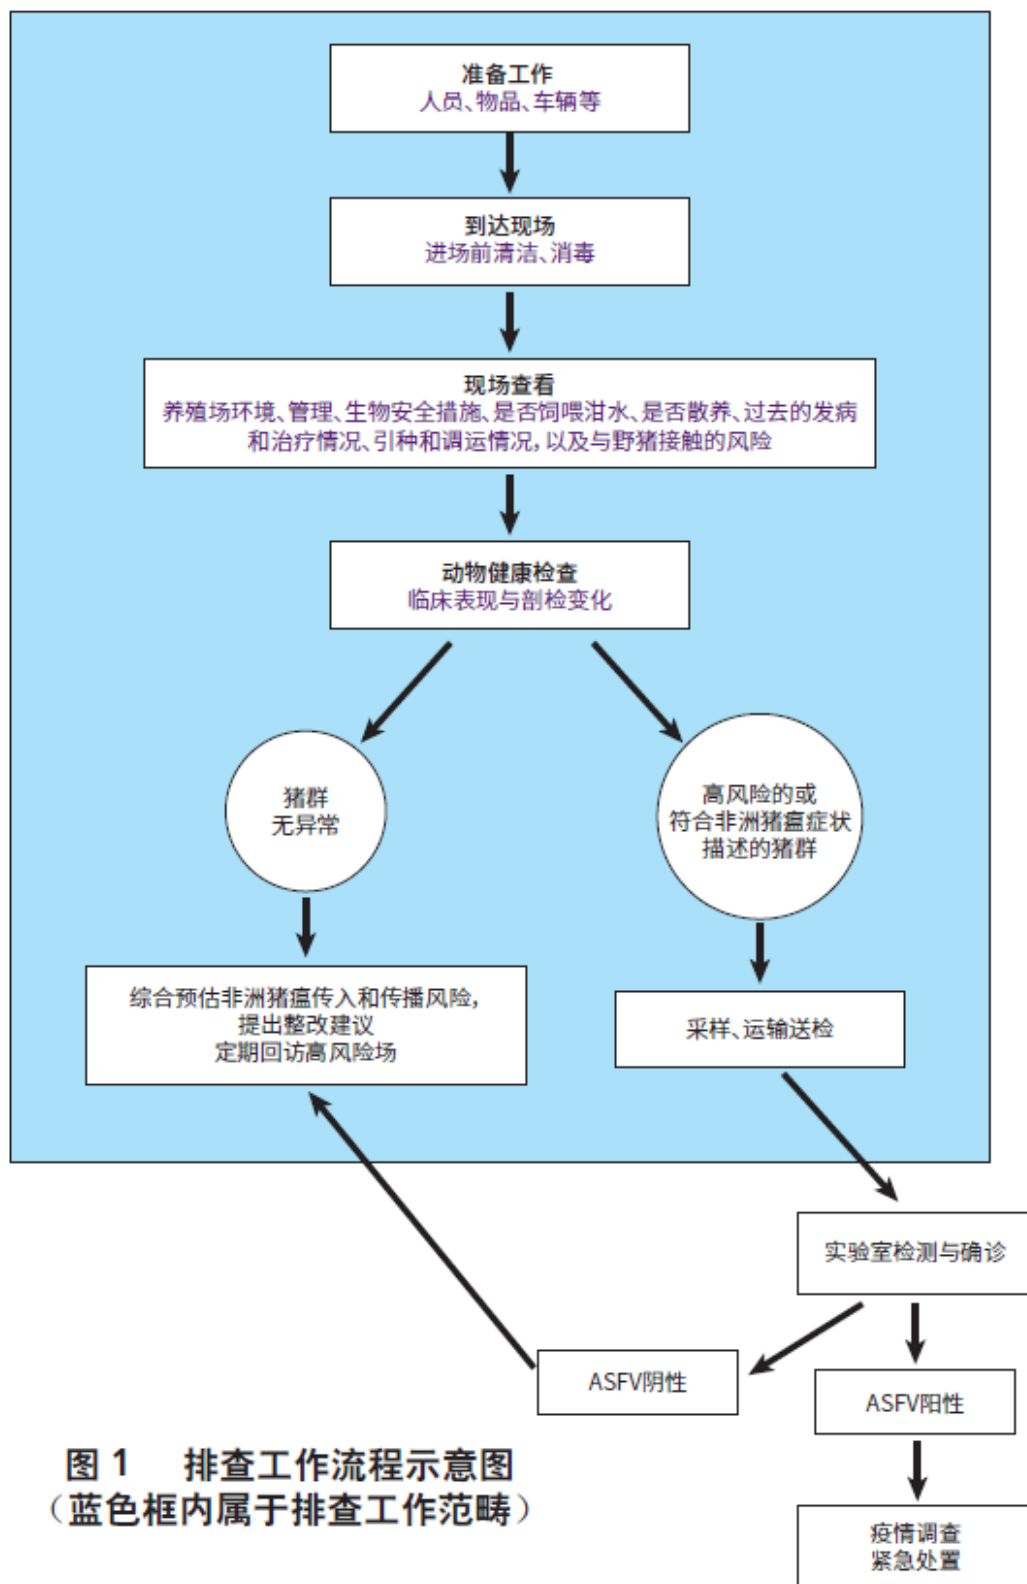 准备工作
人员、物品、车辆等
到达现场
进场前清洁、消毒
现场查看
养殖场环境、管理、生物安全措施、是否饲喂泔水、是否散养、过去的发病
和治疗情况、引种和调运情况，以及与野猪接触的风险
动物健康检查
临床表现与剖检变化
猪群
无异常
高风险的或
符合非洲猪瘟症状
描述的猪群
综合预估非洲猪瘟传入和传播风险，
提出整改建议
定期回访高风险场
采样、运输送检
实验室检测与确诊
ASFV阴性
ASFV阳性
疫情调查
紧急处置
图 1 排查工作流程示意图
（蓝色框内属于排查工作范畴）